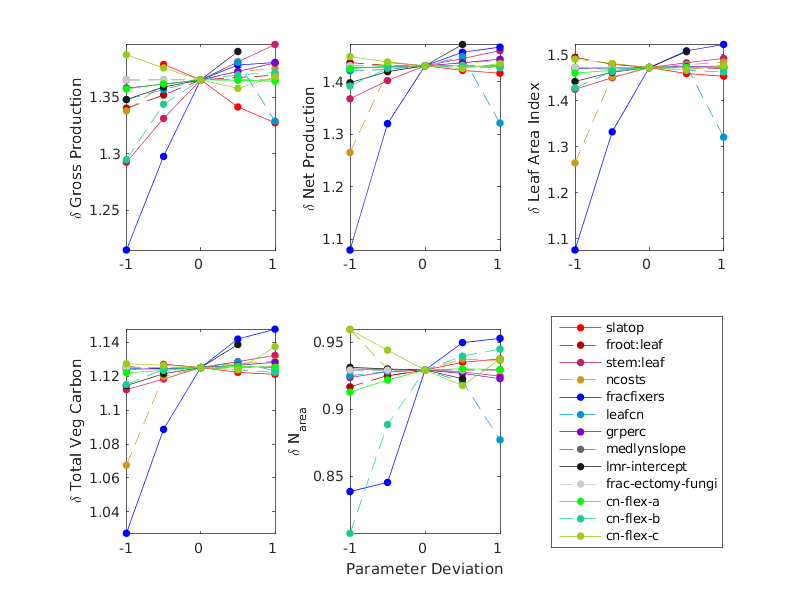 1.35
1.3
1.25
δ Gross Production
-1 0 1
1.4
1.3
1.2
1.1
δ Net Production
-1 0 1
1.5
1.4
1.3
1.2
1.1
δ Leaf Area Index
-1 0 1
1.14
1.12
1.1
1.08
1.06
1.04
δ Total Veg Carbon
-1 0 1
0.95
0.9
0.85
δ N_area
-1 0 1
Parameter Deviation
slatop
froot:leaf
stem:leaf
ncosts
fracfixers
leafcn
grperc
medlynslope
lmr-intercept
frac-ectomy-fungi
cn-flex-a
cn-flex-b
cn-flex-c